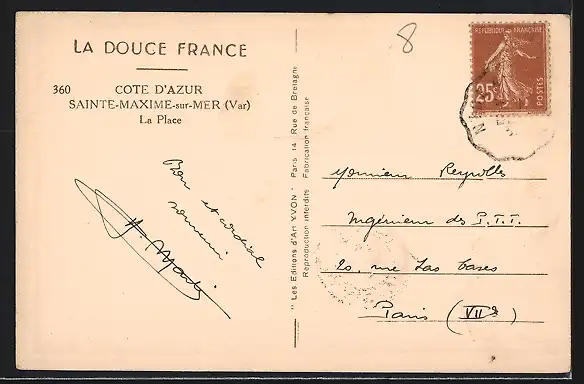 LA DOUCE FRANCE
360 COTE D'AZUR
SAINTE-MAXIME-sur-MER (Var)
La Place
Bon et cordial
souvenir
"Les Editions d'Art YVON" Paris 14, Rue de Bretagne
Reproduction interdite Fabrication française
8
REPUBLIQUE FRANÇAISE
25c
POSTES
Monsieur Reyrolle
Ingénieur des P.T.T.
20, rue Las Cases
Paris (VIIe)